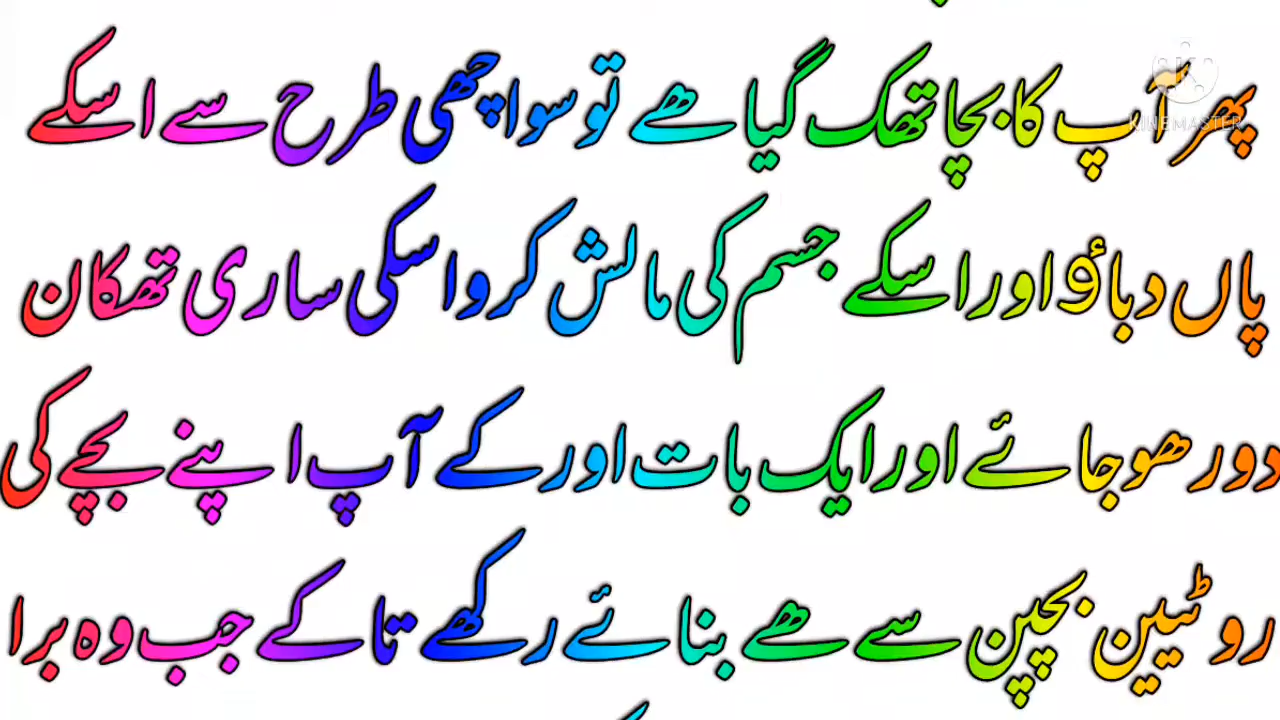 پھر آپ کا بچا تھک گیا ھے تو سو اچھی طرح سے اسکے
پاں دباؤ اور اسکے جسم کی مالش کرو اسکی ساری تھکان
دور ھو جائے اور ایک بات اور کے آپ اپنے بچے کی
روٹیین بچپن سے ھے بنائے رکھے تا کے جب وہ برا
KINEMASTER